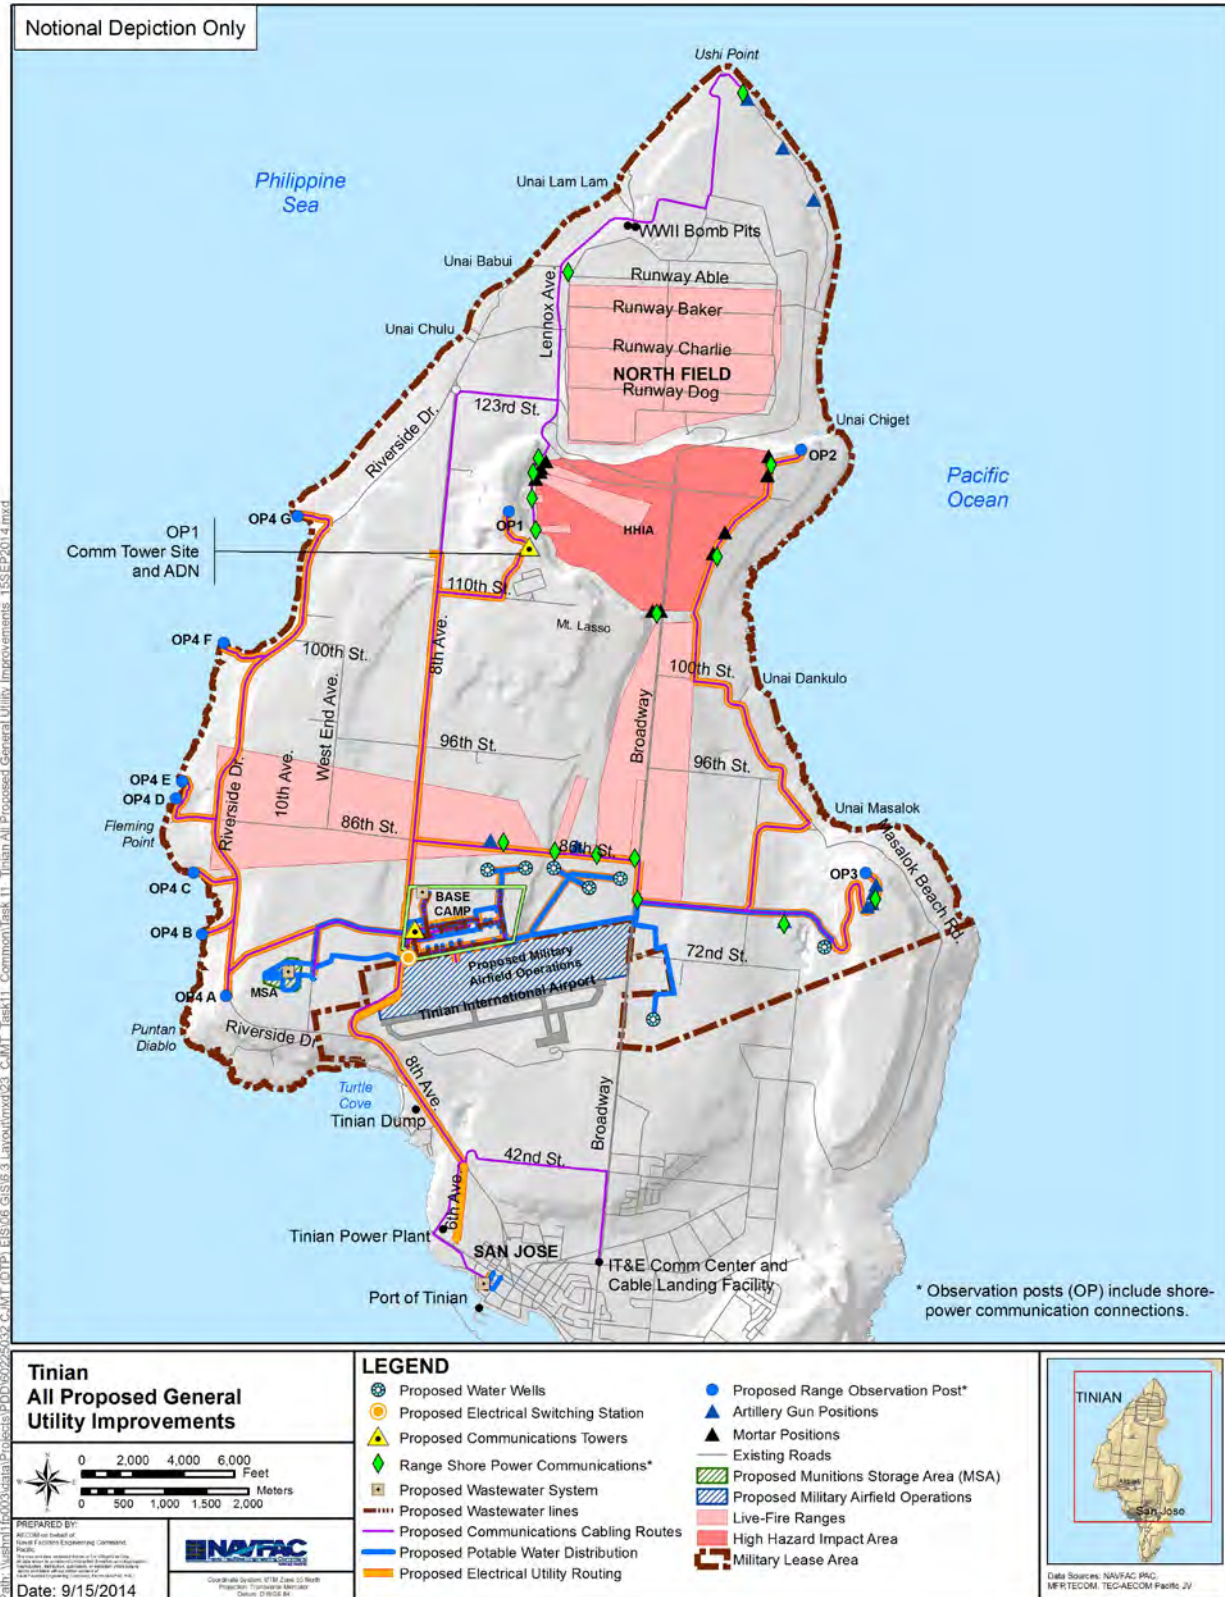 Notional Depiction Only
Ushi Point
Philippine
Sea
Unai Lam Lam
WWII Bomb Pits
Unai Babui
Runway Able
Lennox Ave.
Runway Baker
Unai Chulu
Runway Charlie
NORTH FIELD
Runway Dog
123rd St.
Riverside Dr.
Unai Chiget
OP2
Pacific
Ocean
OP4 G
OP1
HHIA
OP1
Comm Tower Site
and ADN
110th St.
Mt. Lasso
8th Ave.
OP4 F
100th St.
100th St.
Unai Dankulo
West End Ave.
Broadway
96th St.
96th St.
OP4 E
OP4 D
10th Ave.
Riverside Dr.
Fleming
Point
86th St.
86th St.
Unai Masalok
Masalok Beach Rd.
OP4 C
OP3
BASE
CAMP
OP4 B
72nd St.
Proposed Military
Airfield Operations
MSA
OP4 A
Tinian International Airport
Puntan
Diablo
Riverside Dr.
8th Ave.
Turtle
Cove
Tinian Dump
Broadway
42nd St.
6th Ave.
Tinian Power Plant
SAN JOSE
IT&E Comm Center and
Cable Landing Facility
Port of Tinian
* Observation posts (OP) include shore-
power communication connections.
Tinian
All Proposed General
Utility Improvements
0 2,000 4,000 6,000
Feet
Meters
0 500 1,000 1,500 2,000
PREPARED BY:
AECOM on behalf of
Naval Facilities Engineering Command,
Pacific
Date: 9/15/2014
NAVFAC
LEGEND
Proposed Water Wells
Proposed Electrical Switching Station
Proposed Communications Towers
Range Shore Power Communications*
Proposed Wastewater System
Proposed Wastewater lines
Proposed Communications Cabling Routes
Proposed Potable Water Distribution
Proposed Electrical Utility Routing
Proposed Range Observation Post*
Artillery Gun Positions
Mortar Positions
Existing Roads
Proposed Munitions Storage Area (MSA)
Proposed Military Airfield Operations
Live-Fire Ranges
High Hazard Impact Area
Military Lease Area
TINIAN
San Jose
Data Sources: NAVFAC PAC,
MFRTECOM, TEC-AECOM Pacific JV